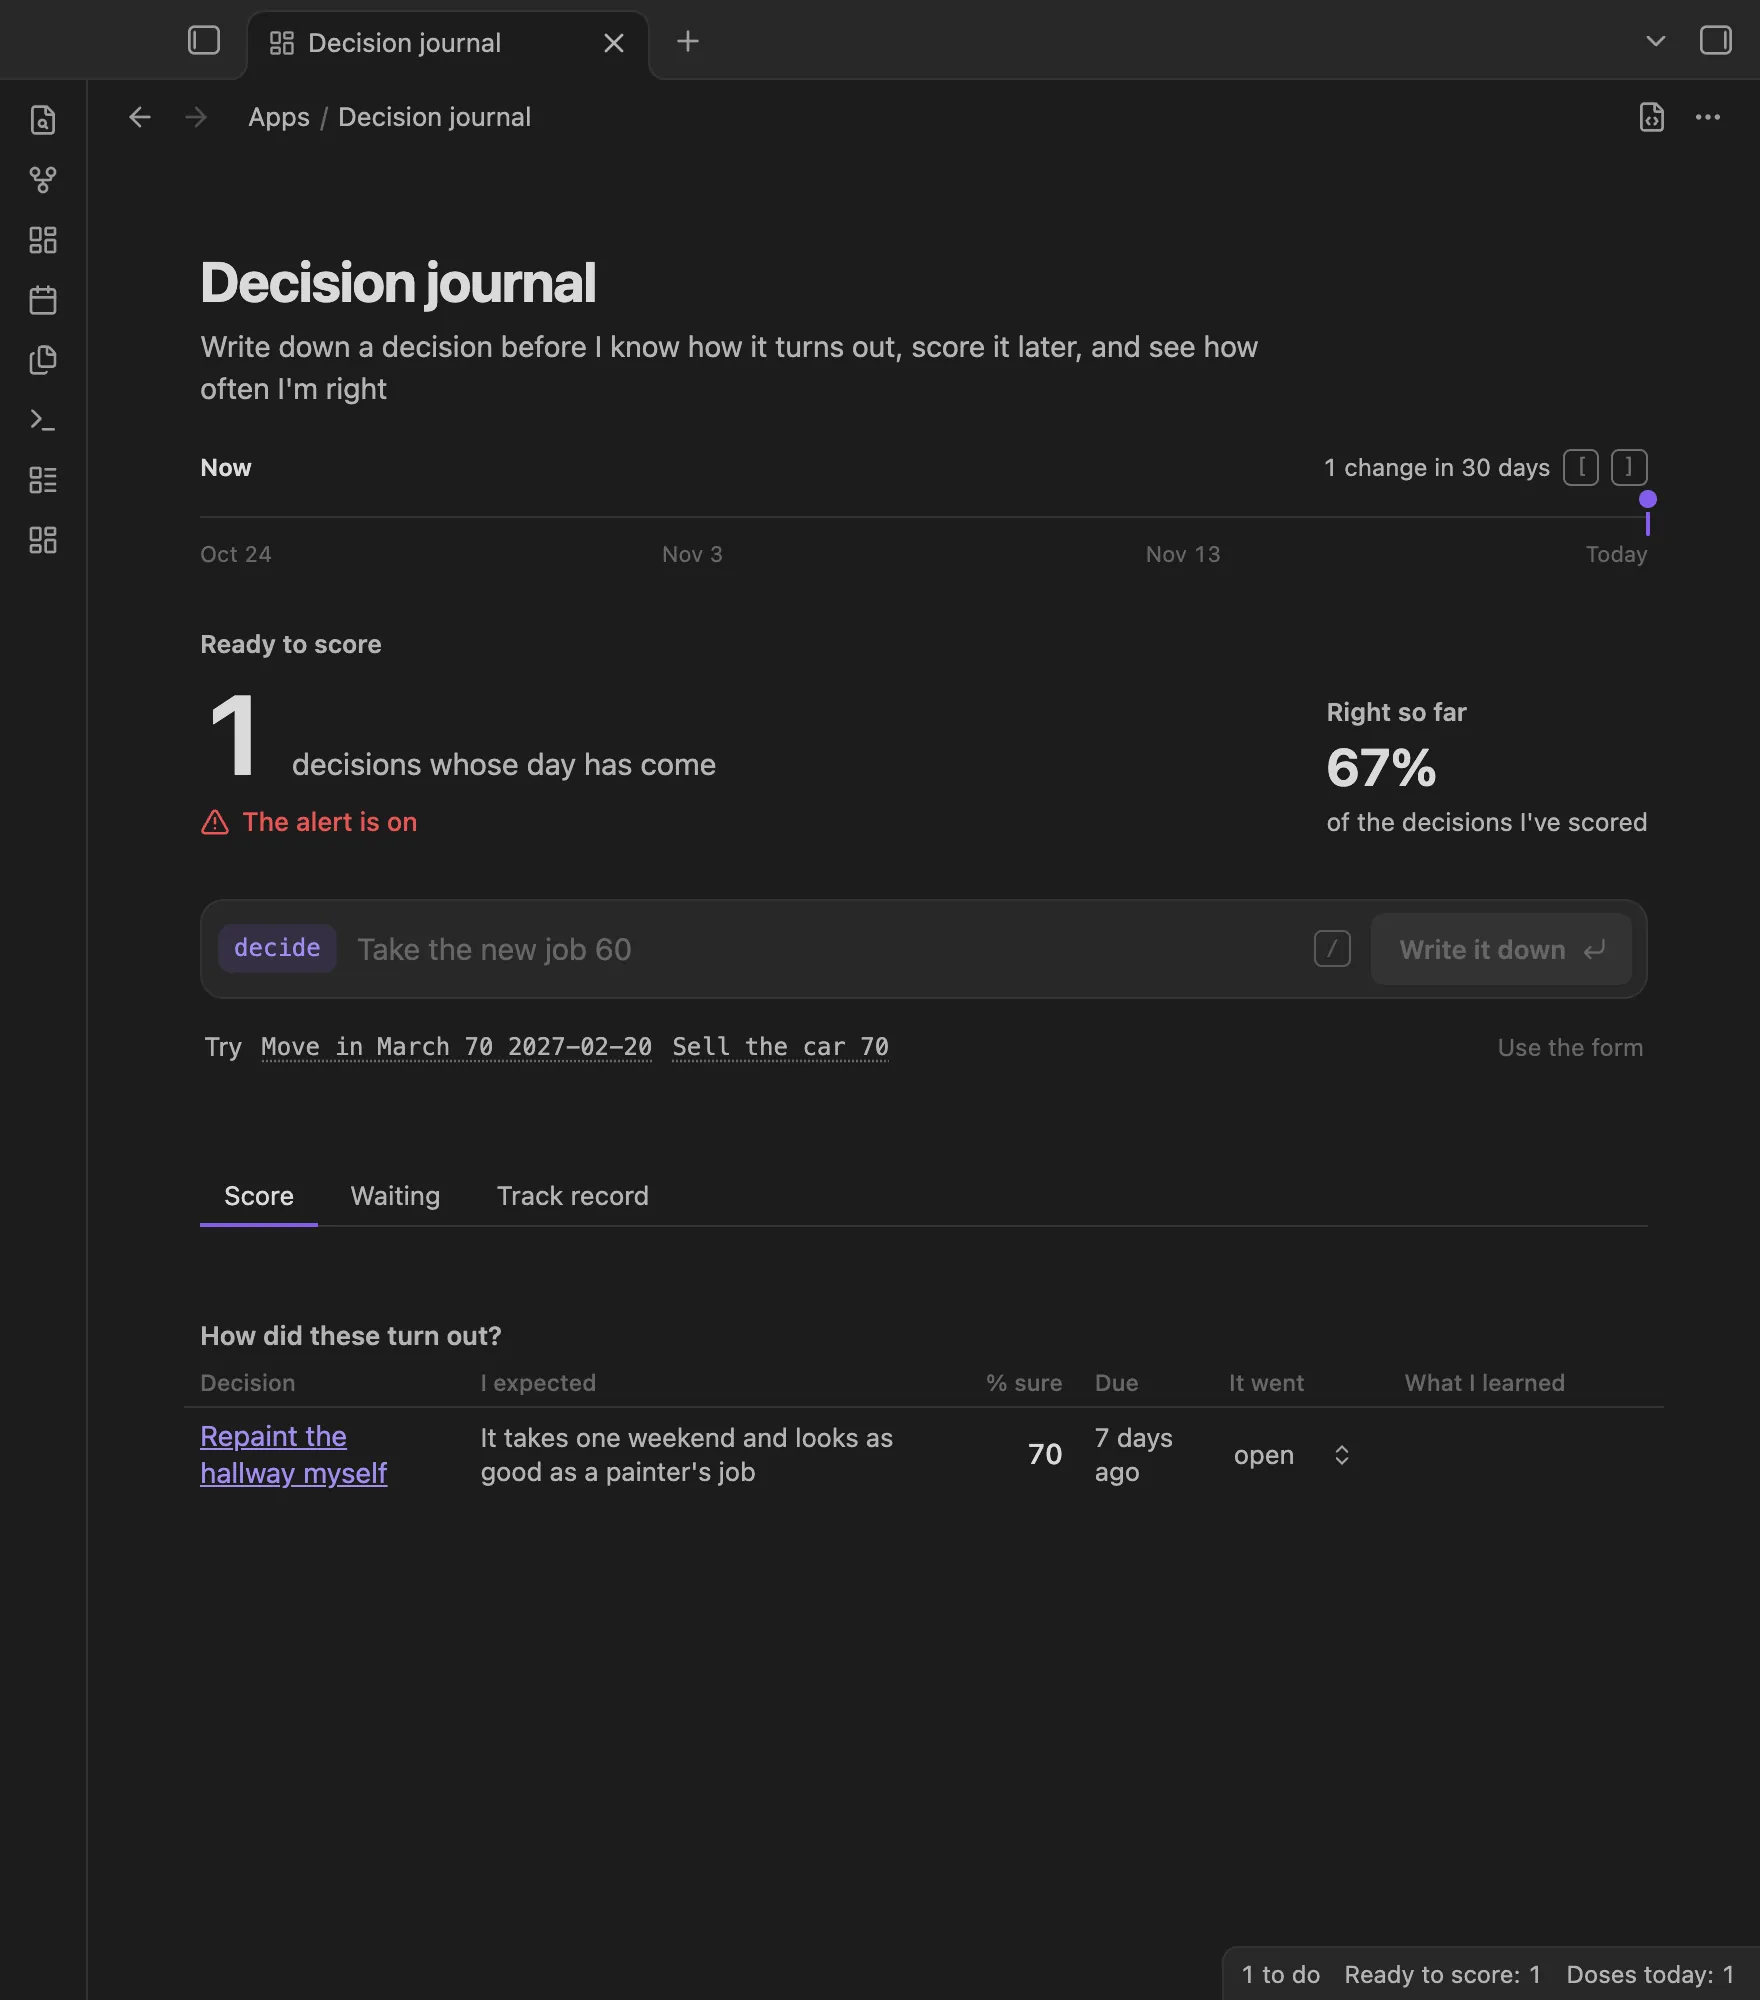 Decision journal
Apps / Decision journal
Decision journal
Write down a decision before I know how it turns out, score it later, and see how
often I'm right
Now
1 change in 30 days [ ]
Oct 24 Nov 3 Nov 13 Today
Ready to score
1 decisions whose day has come
The alert is on
Right so far
67%
of the decisions I've scored
decide Take the new job 60 / Write it down
Try Move in March 70 2027-02-20 Sell the car 70 Use the form
Score Waiting Track record
How did these turn out?
Decision I expected % sure Due It went What I learned
Repaint the
hallway myself
It takes one weekend and looks as
good as a painter's job
70
7 days
ago
open
1 to do Ready to score: 1 Doses today: 1